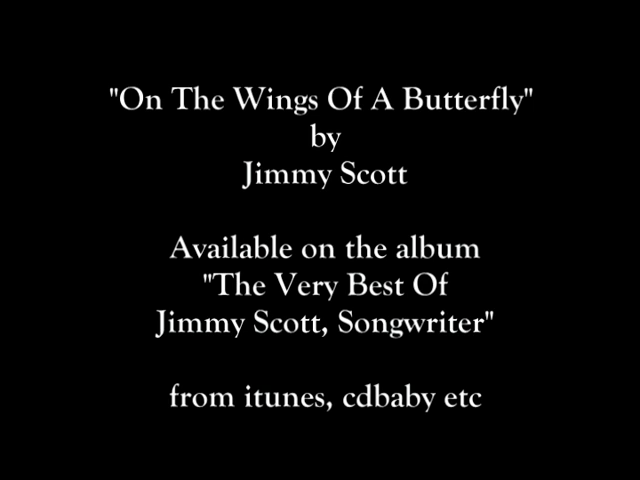 "On The Wings Of A Butterfly"
by
Jimmy Scott
Available on the album
"The Very Best Of
Jimmy Scott, Songwriter"
from itunes, cdbaby etc